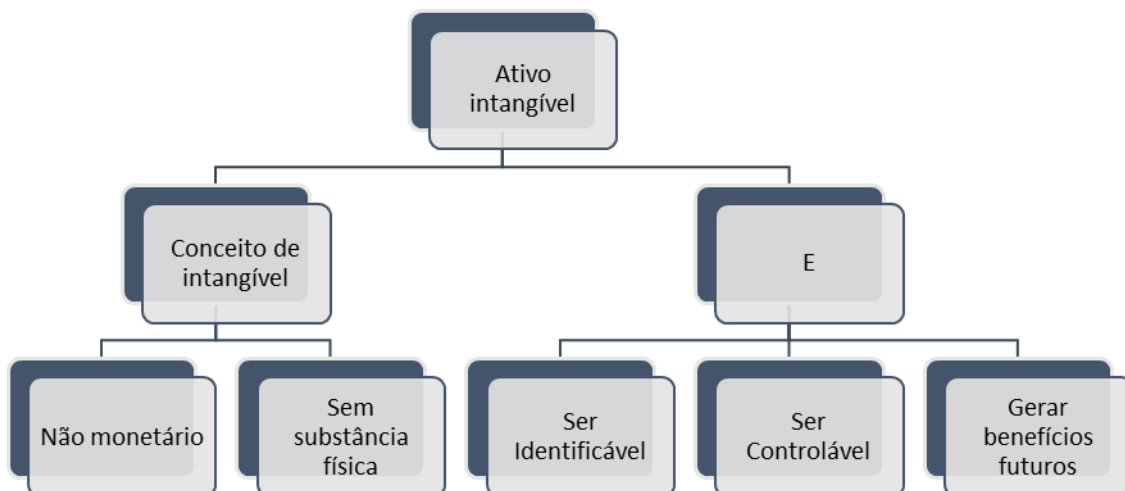 Ativo
intangível
Conceito de
intangível
E
Não monetário
Sem
substância
física
Ser
Identificável
Ser
Controlável
Gerar
benefícios
futuros